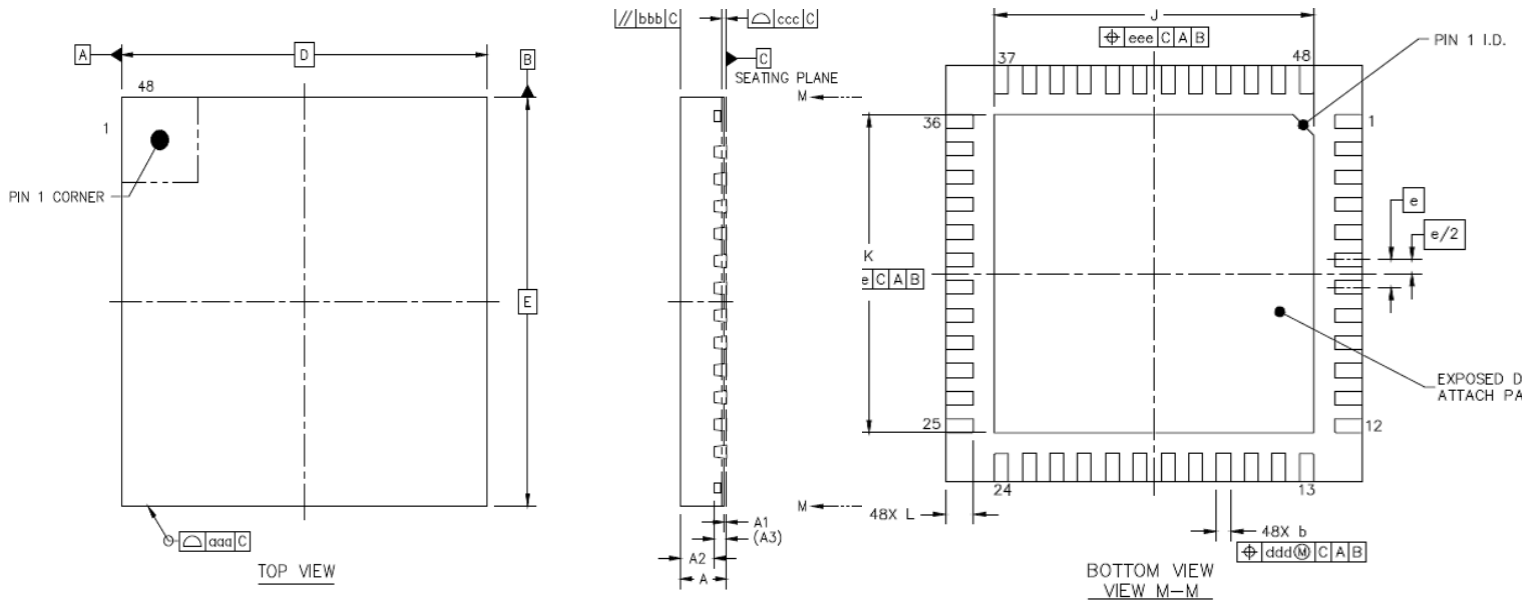 A
D
B
48
1
PIN 1 CORNER
E
aaa C
TOP VIEW
// bbb C
ccc C
C
SEATING PLANE
M
M
A1
(A3)
A2
A
J
eee C A B
37
48
PIN 1 I.D.
36
1
e
e/2
K
e C A B
EXPOSED D
ATTACH PA
25
12
24
13
48X L
48X b
ddd Ⓜ C A B
BOTTOM VIEW
VIEW M-M